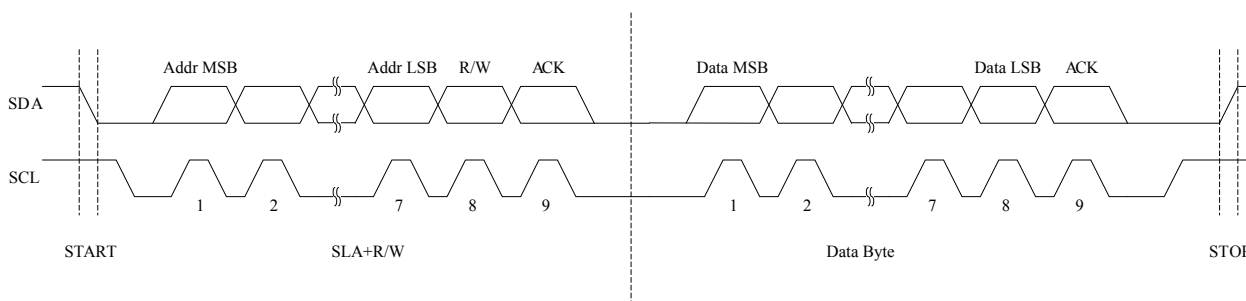 Addr MSB Addr LSB R/W ACK Data MSB Data LSB ACK
SDA
SCL
1 2 7 8 9 1 2 7 8 9
START SLA+R/W Data Byte STOP